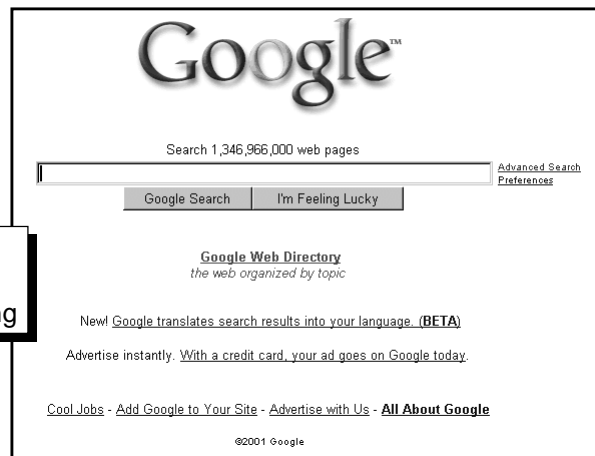 Google™
Search 1,346,966,000 web pages
Advanced Search
Preferences
Google Search I'm Feeling Lucky
Google Web Directory
the web organized by topic
New! Google translates search results into your language. (BETA)
Advertise instantly. With a credit card, your ad goes on Google today.
Cool Jobs - Add Google to Your Site - Advertise with Us - All About Google
©2001 Google